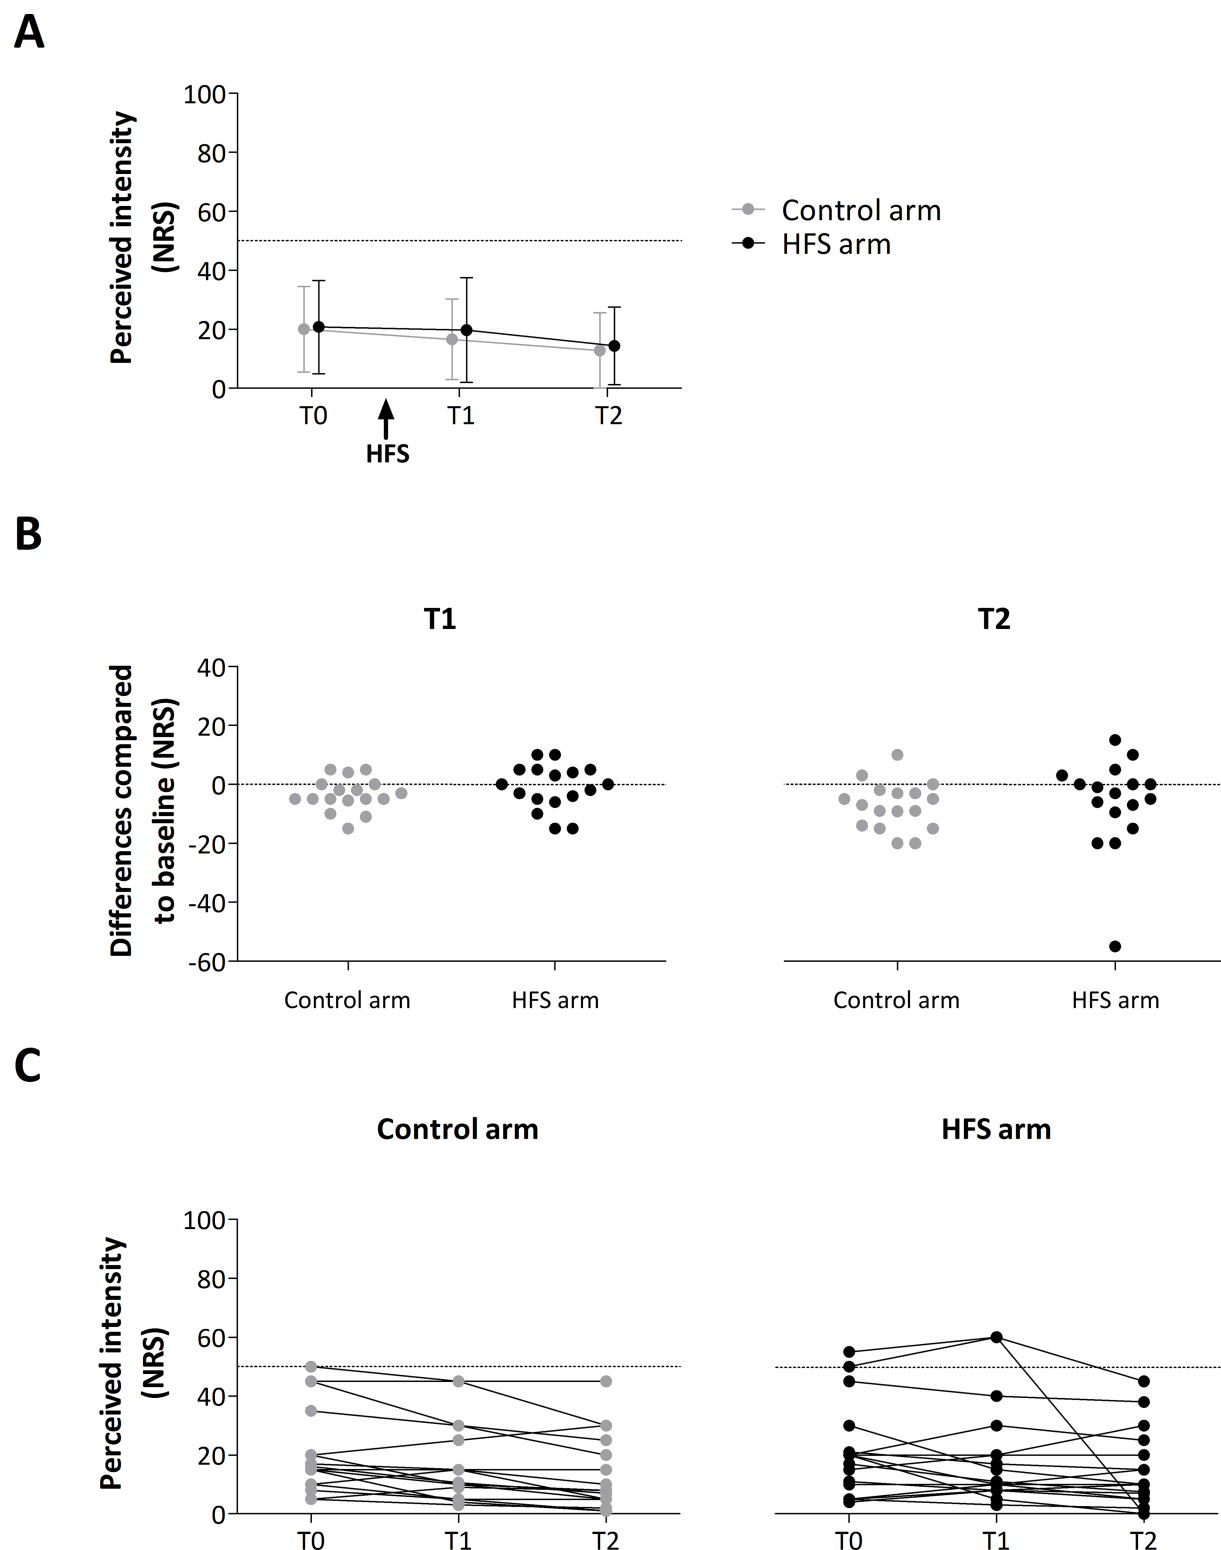 A
Perceived intensity
(NRS)
100
80
60
40
20
0
T0
T1
T2
HFS
Control arm
HFS arm
B
T1
T2
Differences compared
to baseline (NRS)
40
20
0
-20
-40
-60
Control arm
HFS arm
Control arm
HFS arm
C
Control arm
HFS arm
Perceived intensity
(NRS)
100
80
60
40
20
0
T0
T1
T2
T0
T1
T2